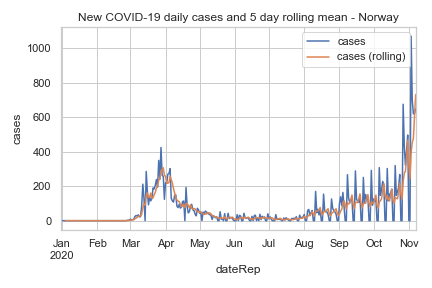 New COVID-19 daily cases and 5 day rolling mean - Norway
cases
cases (rolling)
cases
1000
800
600
400
200
0
Jan Feb Mar Apr May Jun Jul Aug Sep Oct Nov
2020
dateRep